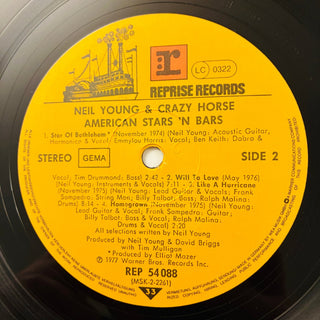 r
LC 0322
REPRISE RECORDS
NEIL YOUNG & CRAZY HORSE
AMERICAN STARS 'N BARS
1. Star Of Bethlehem* (November 1974) (Neil Young: Acoustic Guitar,
Harmonica & Vocal; Emmylou Harris: Vocal; Ben Keith: Dobro &
STEREO
GEMA
SIDE 2
Vocal; Tim Drummond: Bass) 2:42 - 2. Will To Love (May 1976)
(Neil Young: Instruments & Vocals) 7:11 - 3. Like A Hurricane
(November 1975) (Neil Young: Lead Guitar & Vocals; Frank
Sampedro: String Man; Billy Talbot: Bass, Ralph Molina:
Drums) 8:14 - 4. Homegrown (November 1975) (Neil Young:
Lead Guitar & Vocal; Frank Sampedro: Guitar;
Billy Talbot: Bass & Vocal, Ralph Molina:
Drums & Vocal) 2:20
All selections written by Neil Young
Produced by Neil Young & David Briggs
with Tim Mulligan
*Produced by Elliot Mazer
℗ 1977 Warner Bros. Records Inc.
REP 54 088
(MSK-2-2261)
33